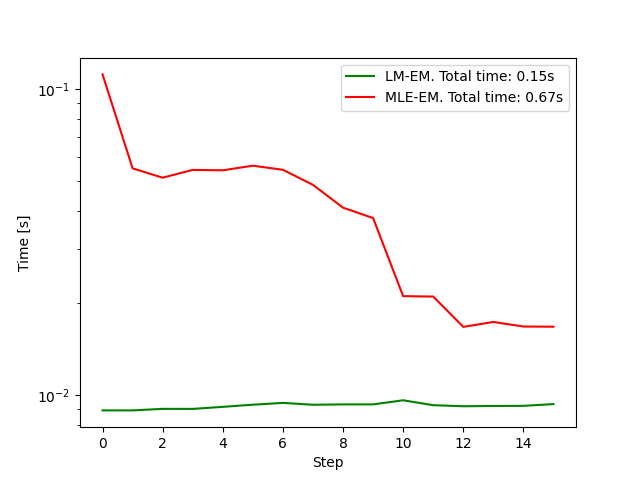 LM-EM. Total time: 0.15s
MLE-EM. Total time: 0.67s
10⁻¹
10⁻²
Time [s]
0 2 4 6 8 10 12 14
Step